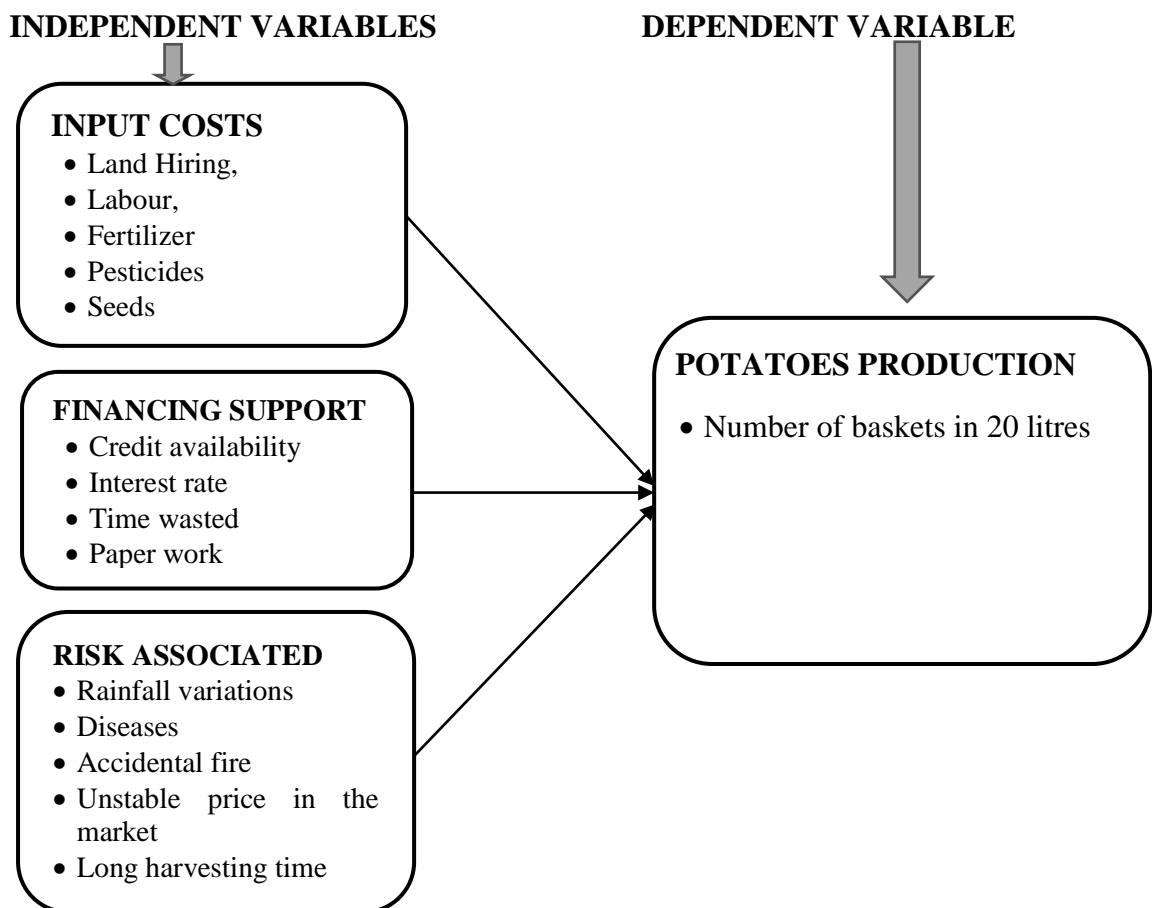 INDEPENDENT VARIABLES
DEPENDENT VARIABLE
INPUT COSTS
• Land Hiring,
• Labour,
• Fertilizer
• Pesticides
• Seeds
FINANCING SUPPORT
• Credit availability
• Interest rate
• Time wasted
• Paper work
RISK ASSOCIATED
• Rainfall variations
• Diseases
• Accidental fire
• Unstable price in the
market
• Long harvesting time
POTATOES PRODUCTION
• Number of baskets in 20 litres